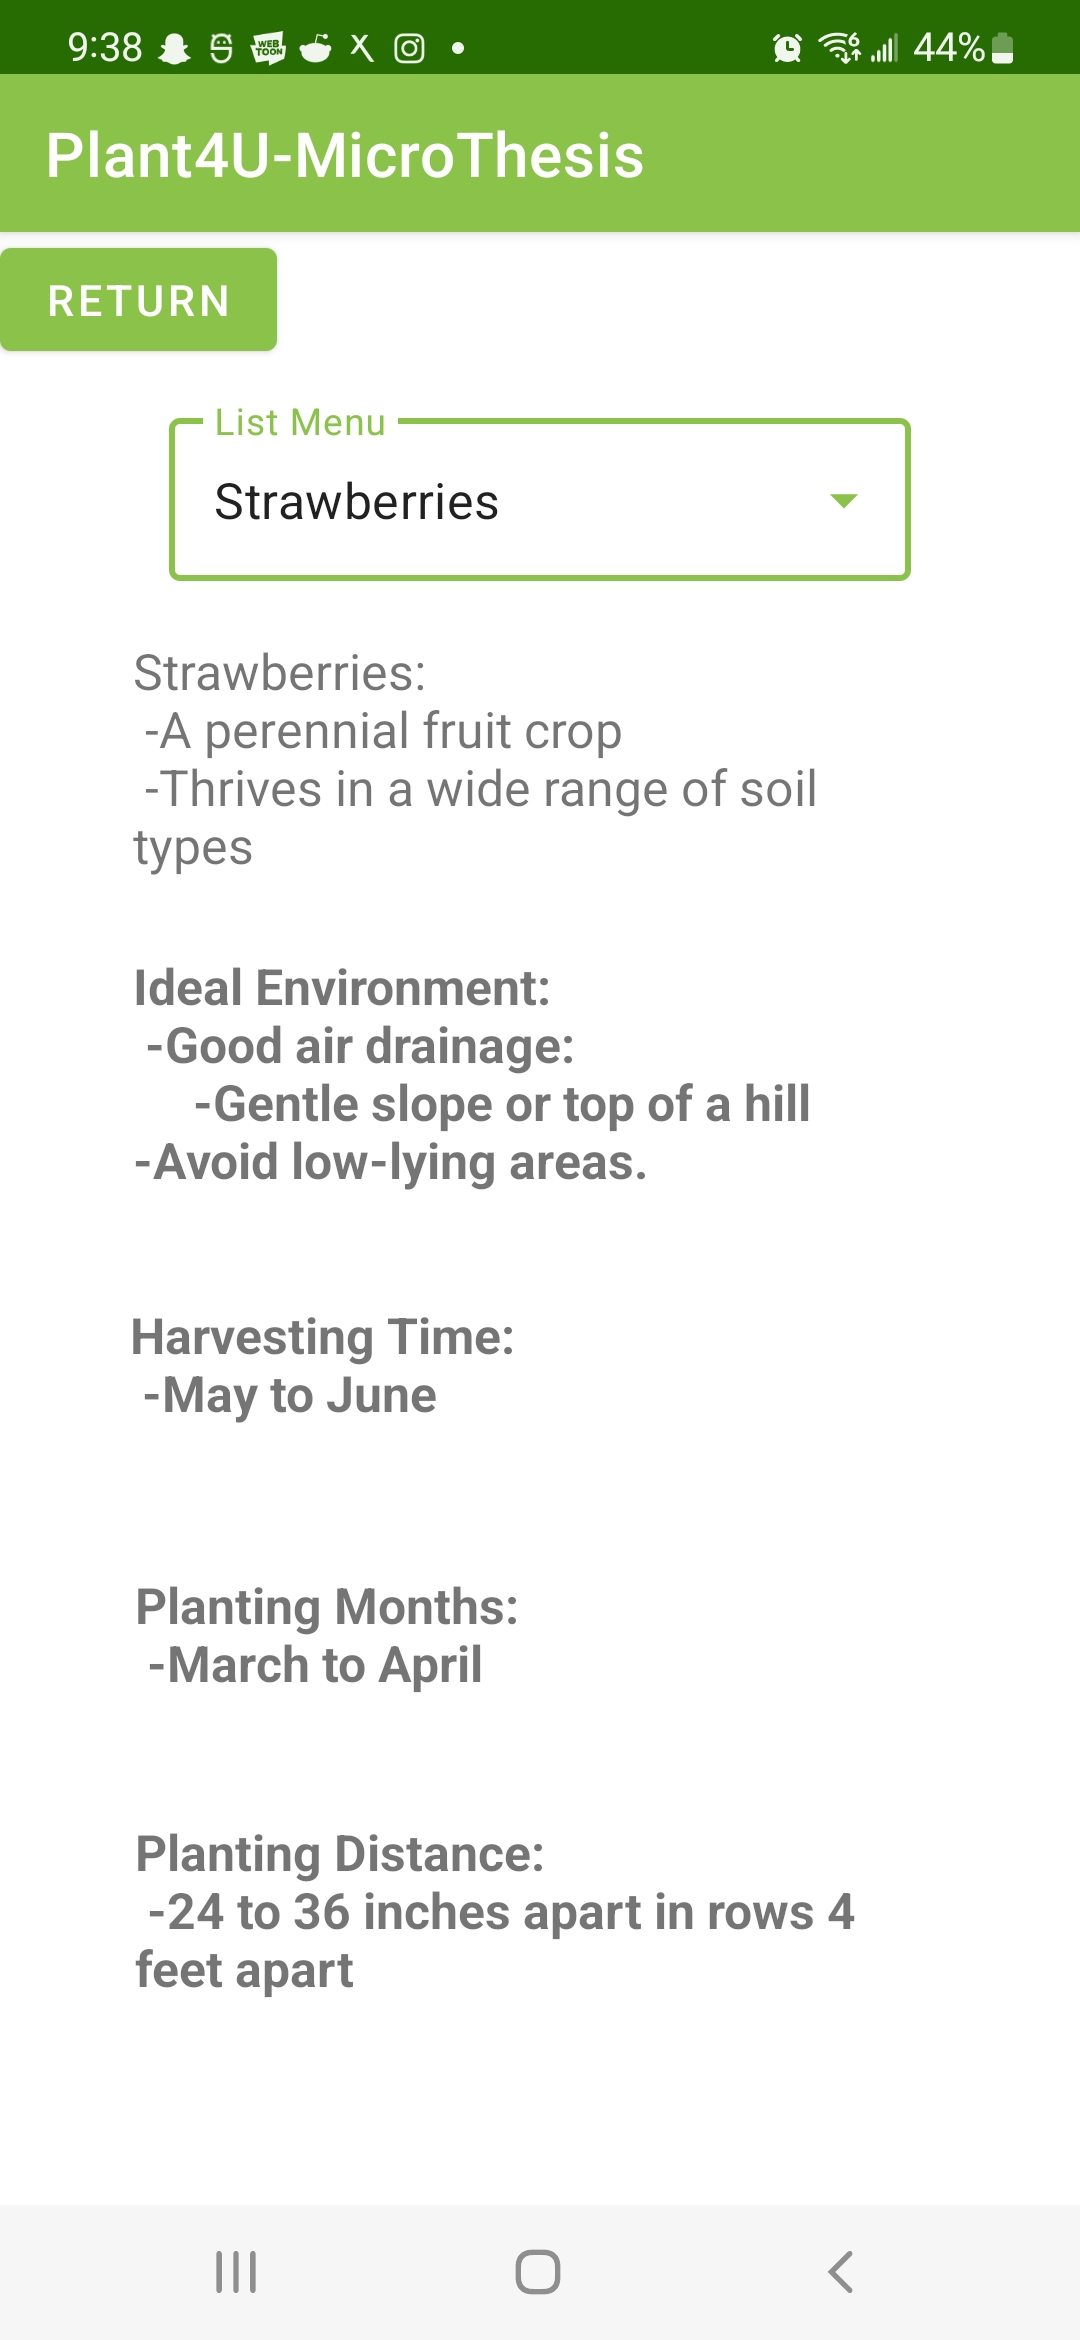 9:38 WEB TOON 6 44%
Plant4U-MicroThesis
RETURN
List Menu
Strawberries
Strawberries:
-A perennial fruit crop
-Thrives in a wide range of soil
types
Ideal Environment:
-Good air drainage:
-Gentle slope or top of a hill
-Avoid low-lying areas.
Harvesting Time:
-May to June
Planting Months:
-March to April
Planting Distance:
-24 to 36 inches apart in rows 4
feet apart